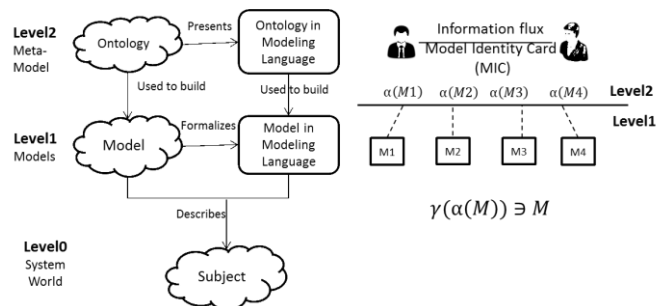 Level2
Meta-
Model
Ontology
Presents
Ontology in
Modeling
Language
Used to build
Used to build
Level1
Models
Model
Formalizes
Model in
Modeling
Language
Describes
Level0
System
World
Subject
Information flux
Model Identity Card
(MIC)
α(M1) α(M2) α(M3) α(M4) Level2
Level1
M1 M2 M3 M4
γ(α(M)) ∋ M